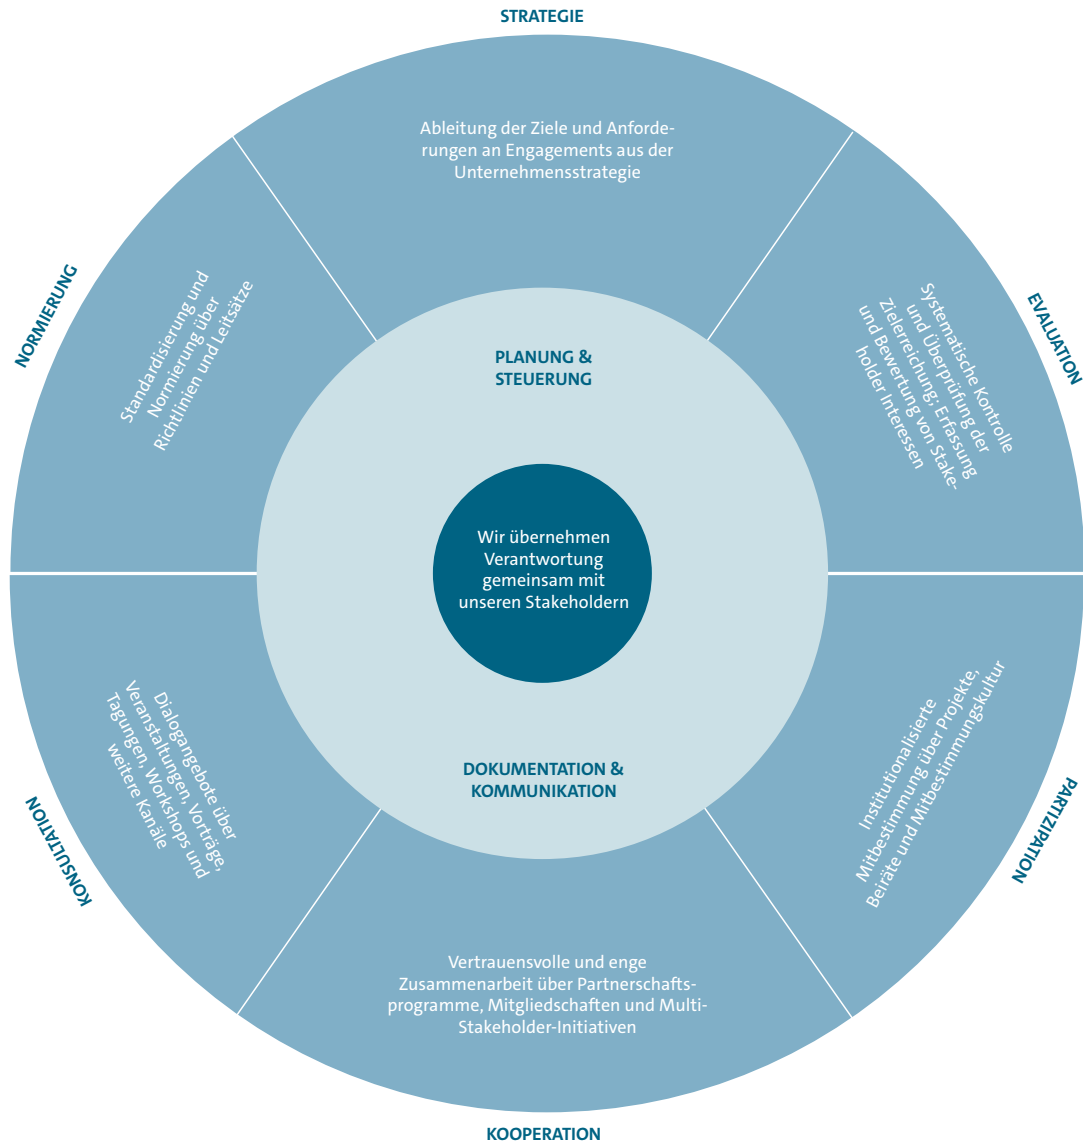 STRATEGIE
Ableitung der Ziele und Anforde-
rungen an Engagements aus der
Unternehmensstrategie
NORMIERUNG
Standardisierung und
Normierung über
Richtlinien und Leitsätze
EVALUATION
Systematische Kontrolle
und Überprüfung der
Zielerreichung; Erfassung
und Bewertung von Stake-
holder Interessen
PLANUNG &
STEUERUNG
Wir übernehmen
Verantwortung
gemeinsam mit
unseren Stakeholdern
DOKUMENTATION &
KOMMUNIKATION
KONSULTATION
Dialogangebote über
Veranstaltungen, Vorträge,
Tagungen, Workshops und
weitere Kanäle
PARTIZIPATION
Institutionalisierte
Mitbestimmung über Projekte,
Beiräte und Mitbestimmungskultur
Vertrauensvolle und enge
Zusammenarbeit über Partnerschafts-
programme, Mitgliedschaften und Multi-
Stakeholder-Initiativen
KOOPERATION